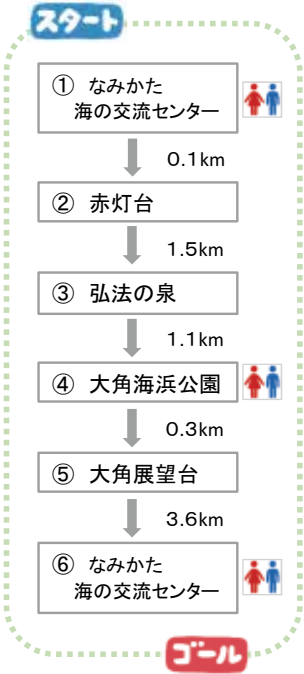 スタート
① なみかた
海の交流センター
0.1km
② 赤灯台
1.5km
③ 弘法の泉
1.1km
④ 大角海浜公園
0.3km
⑤ 大角展望台
3.6km
⑥ なみかた
海の交流センター
ゴール